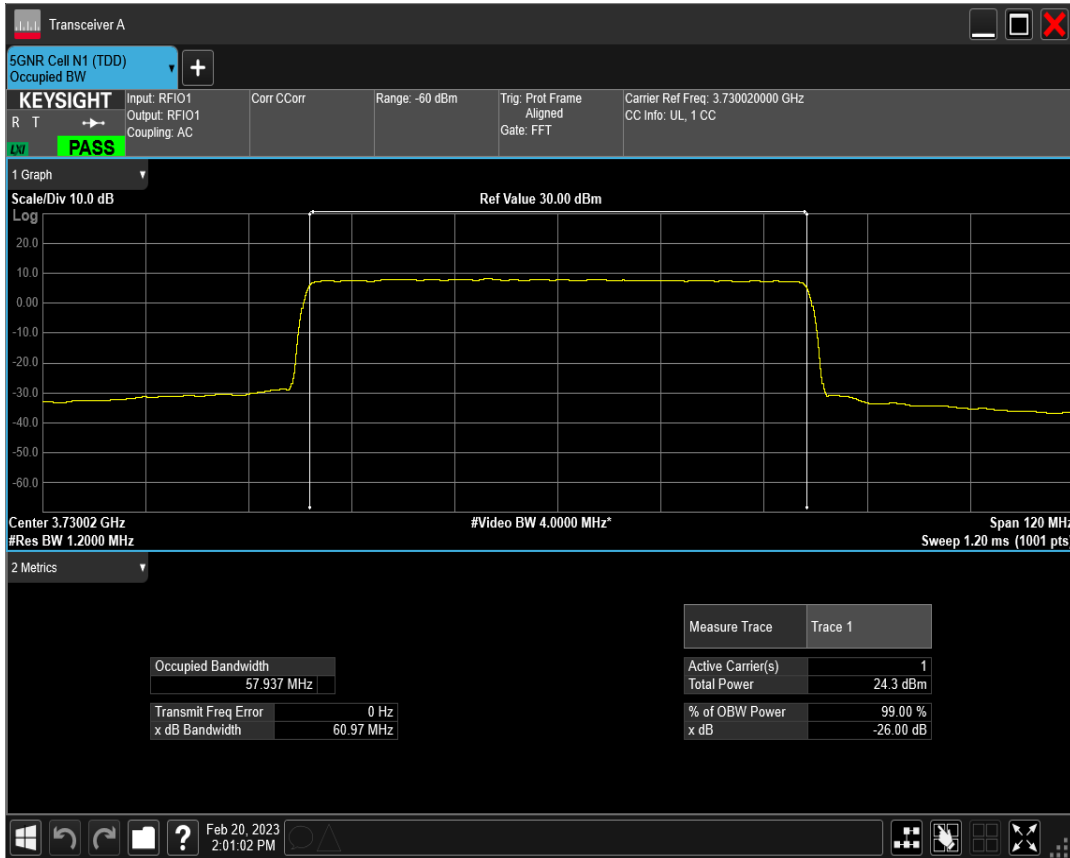 Transceiver A
5GNR Cell N1 (TDD)
Occupied BW
+
KEYSIGHT
R T
LXI
PASS
Input: RFIO1
Output: RFIO1
Coupling: AC
Corr CCorr
Range: -60 dBm
Trig: Prot Frame
Aligned
Gate: FFT
Carrier Ref Freq: 3.730020000 GHz
CC Info: UL, 1 CC
1 Graph
Scale/Div 10.0 dB
Ref Value 30.00 dBm
Log
20.0
10.0
0.00
-10.0
-20.0
-30.0
-40.0
-50.0
-60.0
Center 3.73002 GHz
#Video BW 4.0000 MHz*
Span 120 MHz
#Res BW 1.2000 MHz
Sweep 1.20 ms (1001 pts)
2 Metrics
Measure Trace Trace 1
Occupied Bandwidth
57.937 MHz
Active Carrier(s) 1
Total Power 24.3 dBm
Transmit Freq Error 0 Hz
x dB Bandwidth 60.97 MHz
% of OBW Power 99.00 %
x dB -26.00 dB
?
Feb 20, 2023
2:01:02 PM